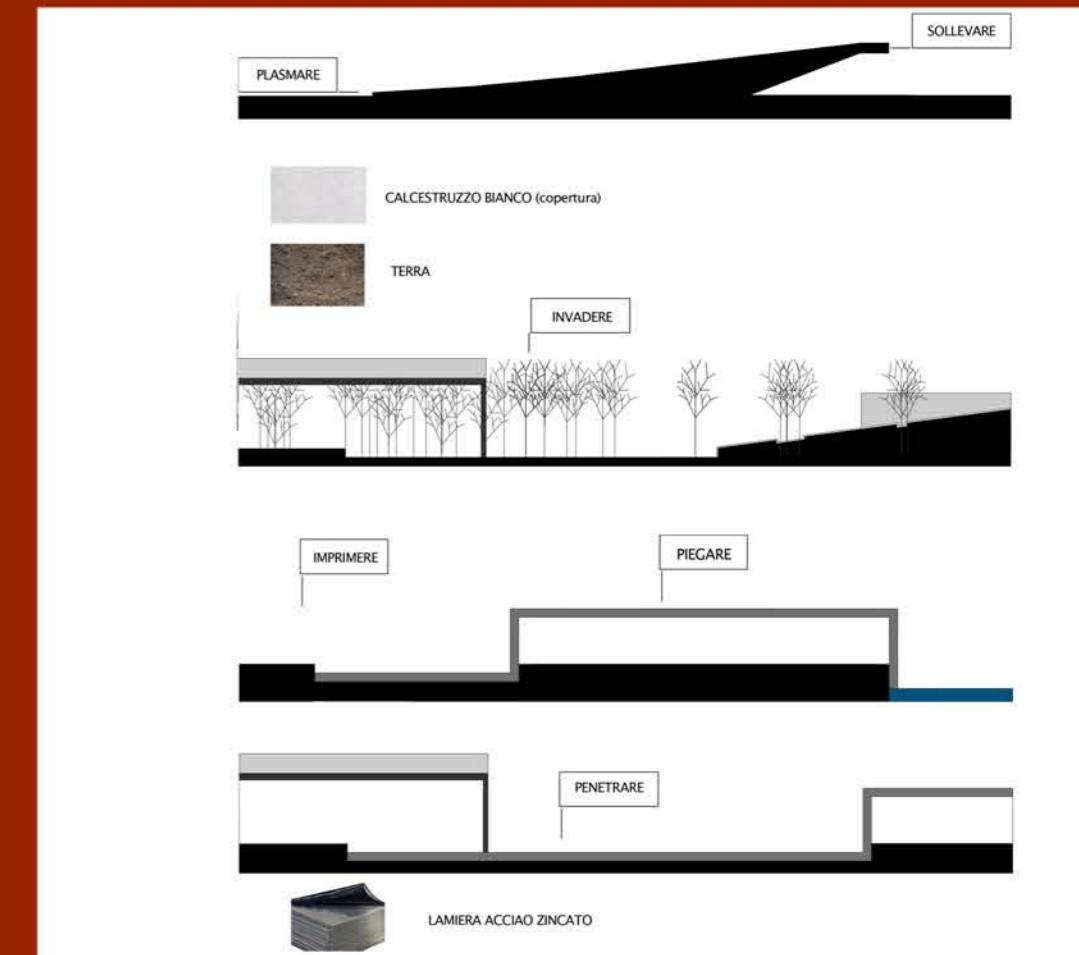 SOLLEVARE
PLASMARE
CALCESTRUZZO BIANCO (copertura)
TERRA
INVADERE
IMPRIMERE
PIEGARE
PENETRARE
LAMIERA ACCIAO ZINCATO